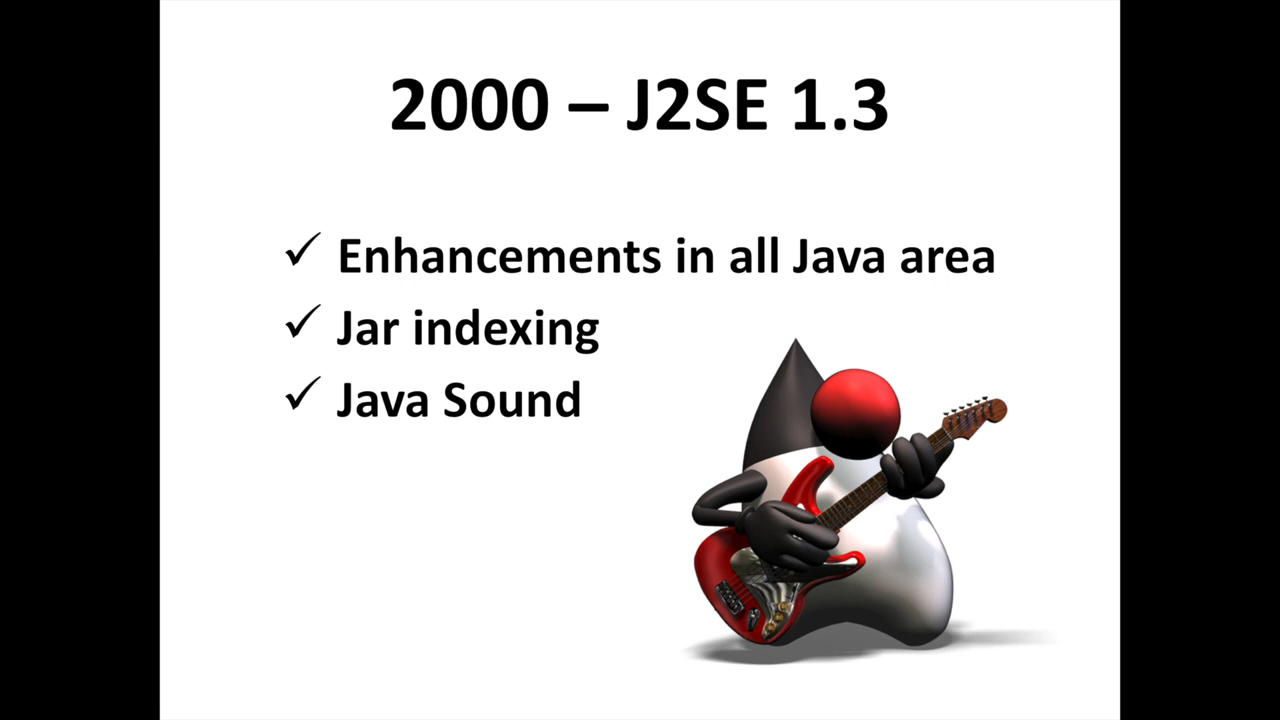 2000 – J2SE 1.3
✓ Enhancements in all Java area
✓ Jar indexing
✓ Java Sound